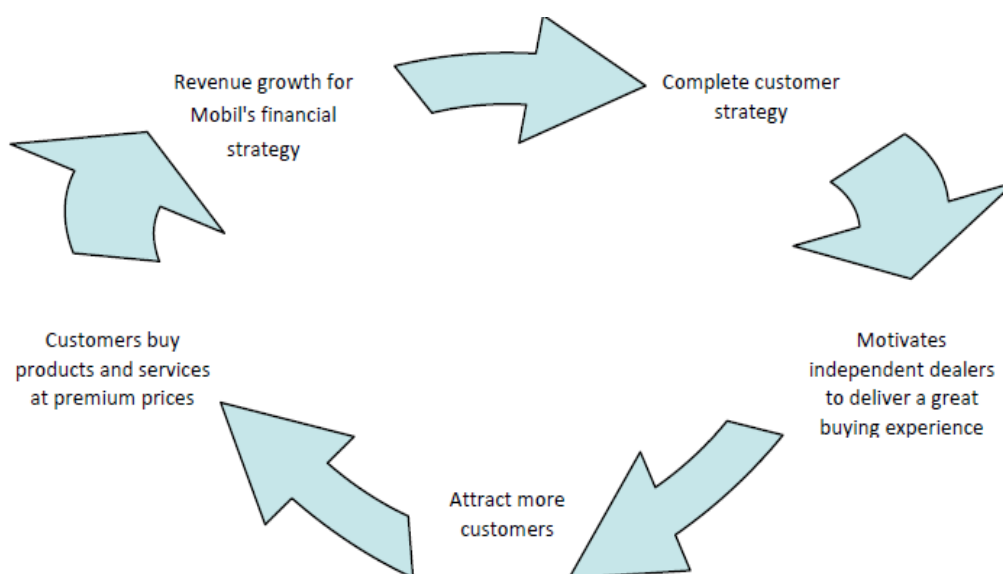 Revenue growth for
Mobil's financial
strategy
Complete customer
strategy
Motivates
independent dealers
to deliver a great
buying experience
Attract more
customers
Customers buy
products and services
at premium prices